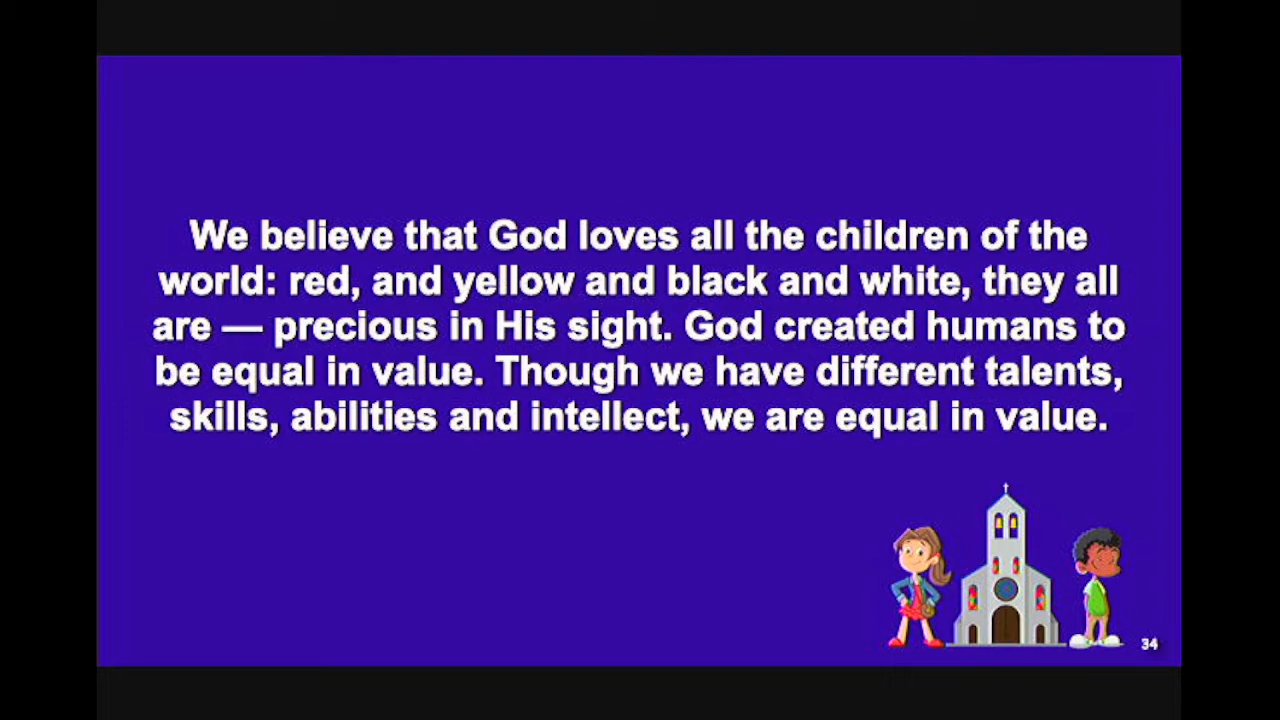 We believe that God loves all the children of the
world: red, and yellow and black and white, they all
are — precious in His sight. God created humans to
be equal in value. Though we have different talents,
skills, abilities and intellect, we are equal in value.
34